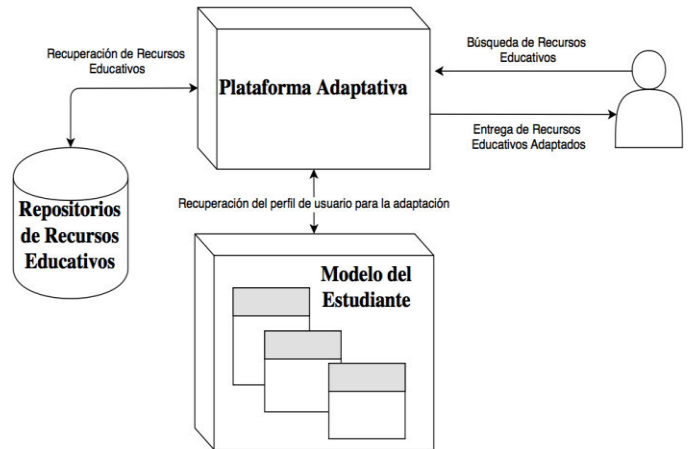 Recuperación de Recursos
Educativos
Plataforma Adaptativa
Búsqueda de Recursos
Educativos
Entrega de Recursos
Educativos Adaptados
Recuperación del perfil de usuario para la adaptación
Repositorios
de Recursos
Educativos
Modelo del
Estudiante